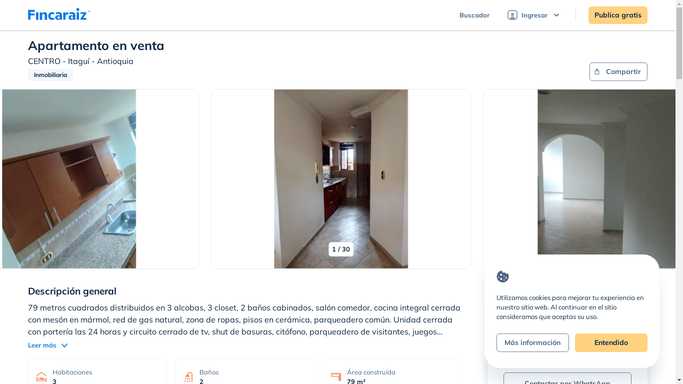 Fincaraiz
Buscador
Ingresar
Publica gratis
Apartamento en venta
CENTRO - Itagui - Antioquia
Inmobiliaria
Compartir
1 / 30
Descripción general
79 metros cuadrados distribuidos en 3 alcobas, 3 closet, 2 baños cabinados, salón comedor, cocina integral cerrada
con mesón en mármol, red de gas natural, zona de ropas, pisos en cerámica, parqueadero común. Unidad cerrada
con portería las 24 horas y circuito cerrado de tv, shut de basuras, citófono, parqueadero de visitantes, juegos...
Leer más
Habitaciones
3
Baños
2
Área construida
79 m²
Utilizamos cookies para mejorar tu experiencia en
nuestro sitio web. Al continuar en el sitio
consideramos que aceptas su uso.
Más información
Entendido
Contactar por WhatsApp